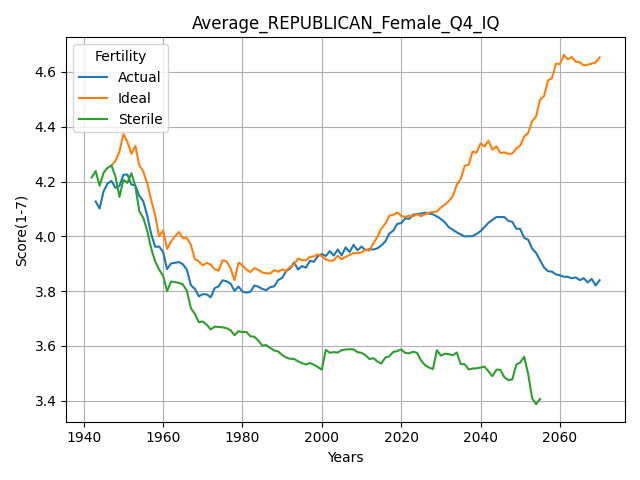 Average_REPUBLICAN_Female_Q4_IQ
Fertility
Actual
Ideal
Sterile
Score(1-7)
4.6
4.4
4.2
4.0
3.8
3.6
3.4
1940 1960 1980 2000 2020 2040 2060
Years